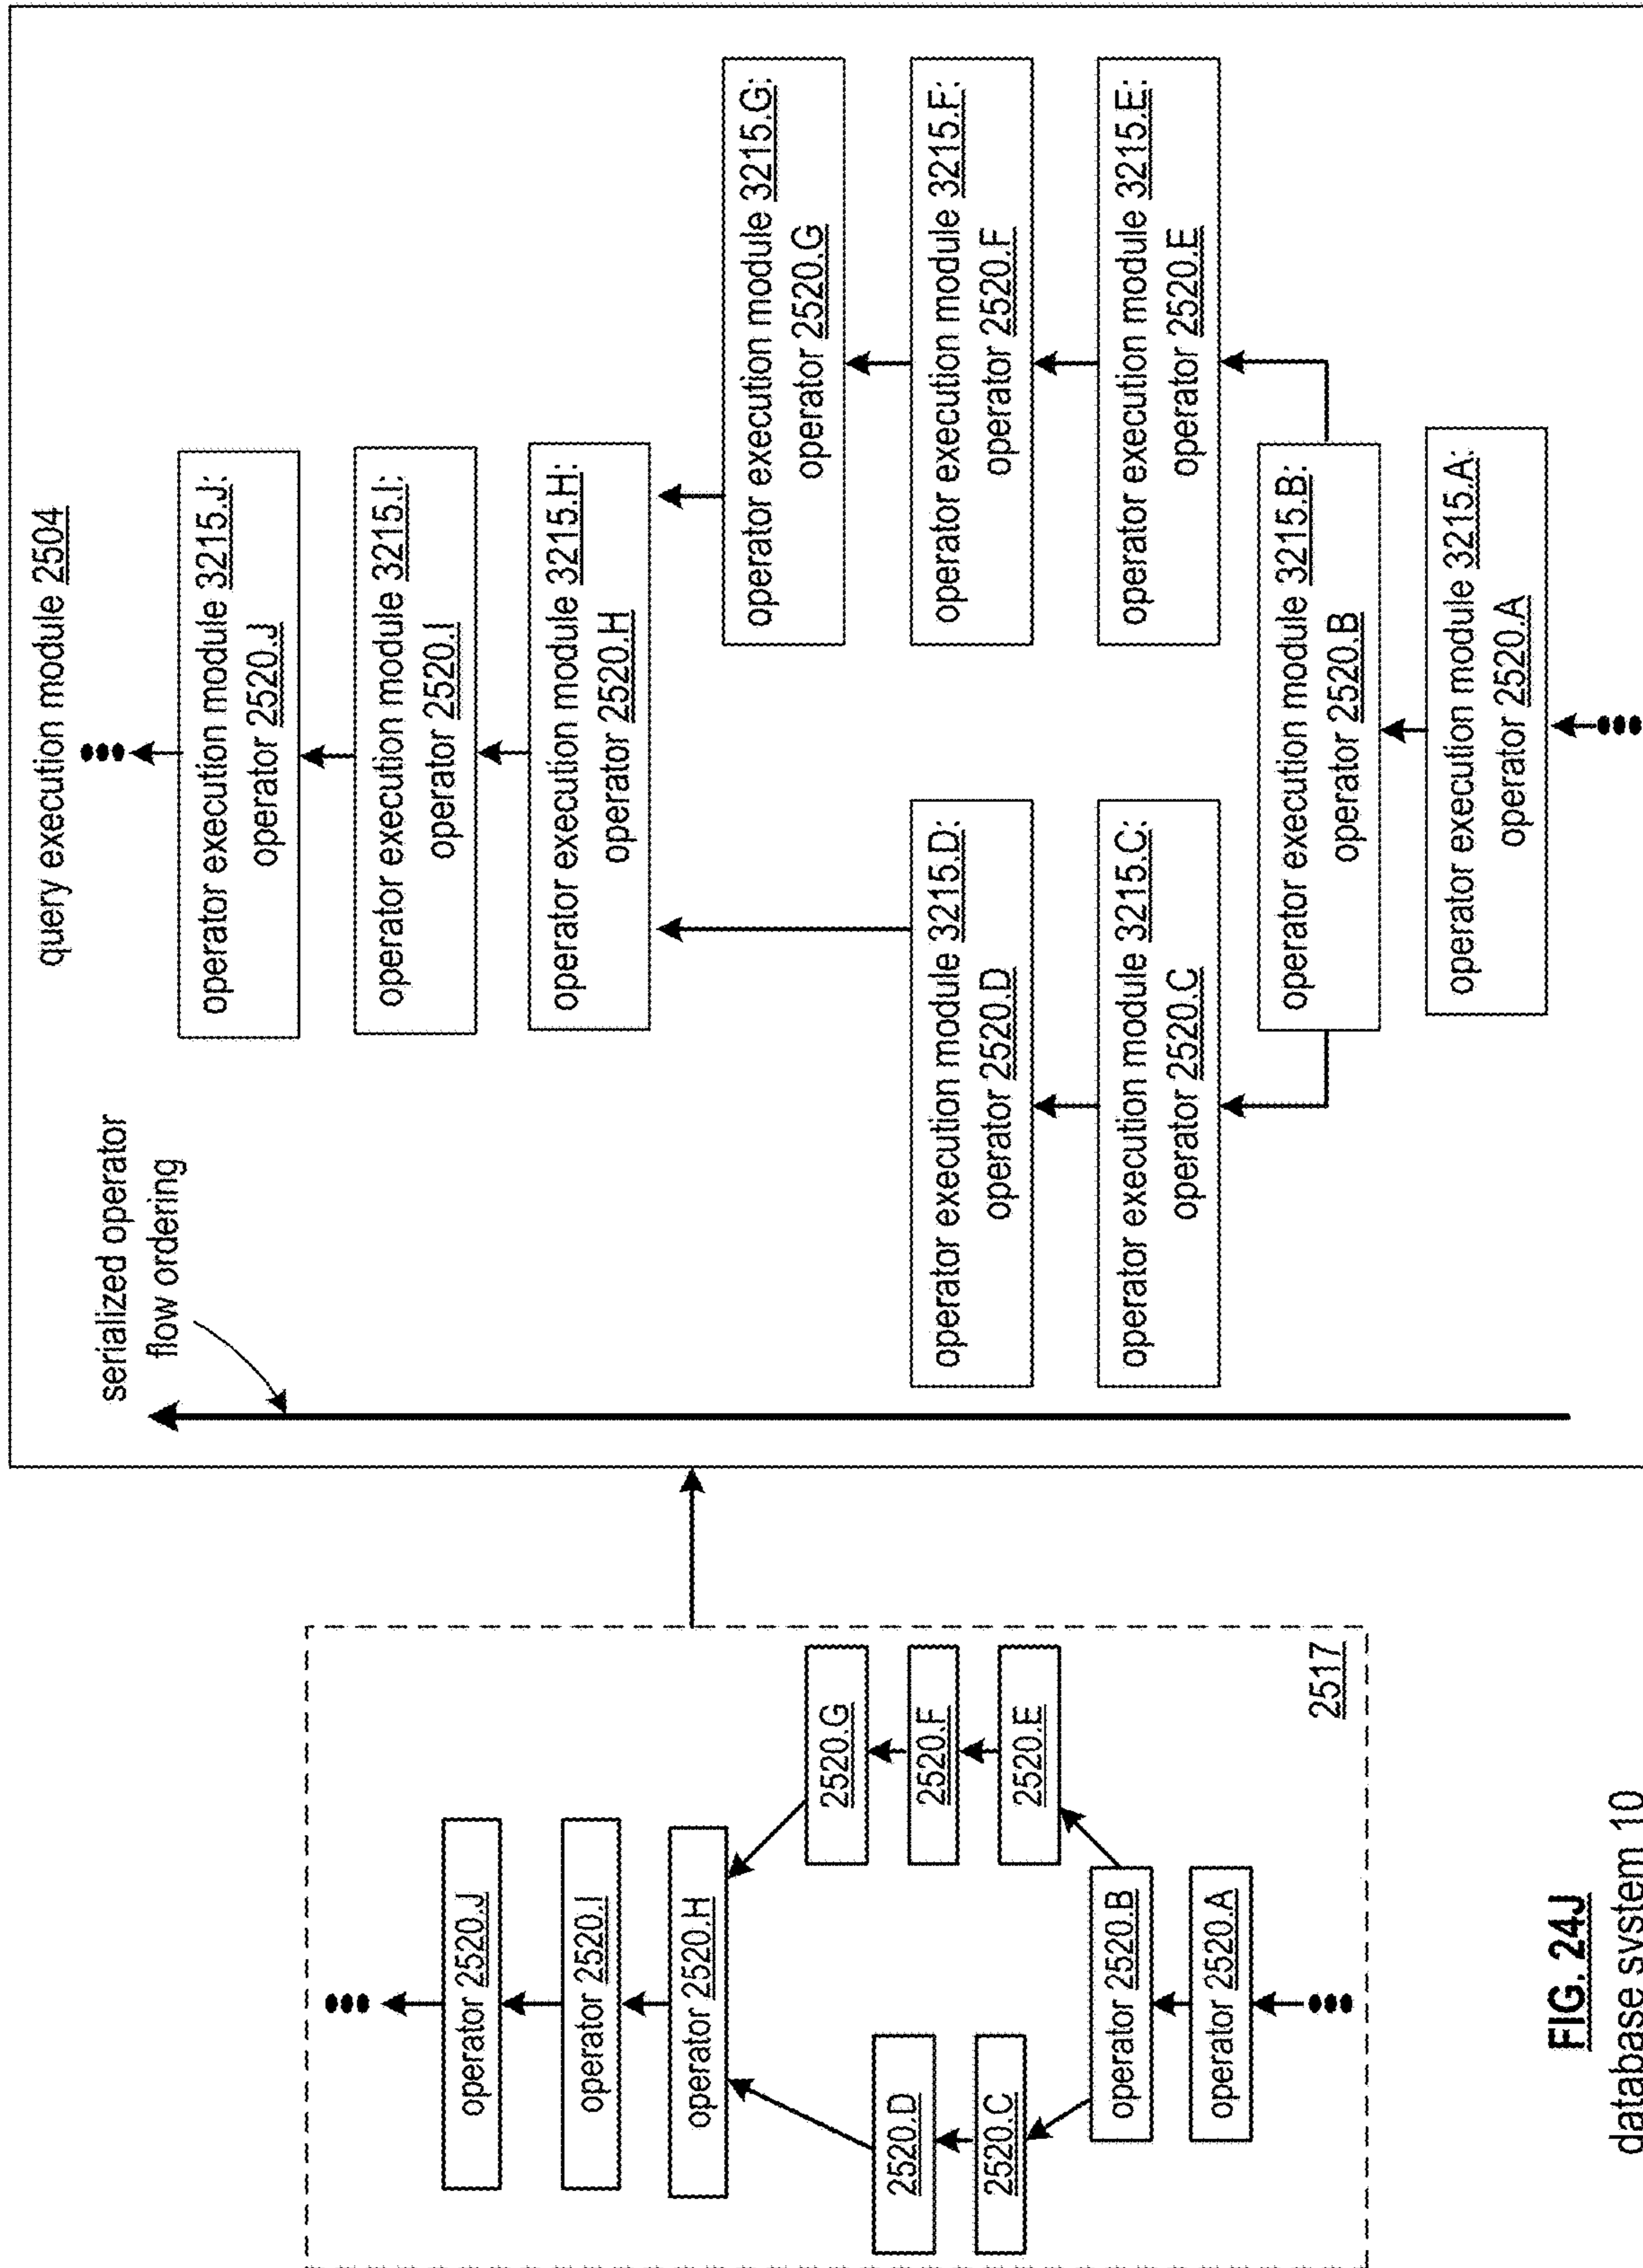 query execution module 2504
serialized operator
flow ordering
operator execution module 3215.J:
operator 2520.J
operator execution module 3215.I:
operator 2520.I
operator execution module 3215.H:
operator 2520.H
operator execution module 3215.G:
operator 2520.G
operator execution module 3215.D:
operator 2520.D
operator execution module 3215.F:
operator 2520.F
operator execution module 3215.C:
operator 2520.C
operator execution module 3215.E:
operator 2520.E
operator execution module 3215.B:
operator 2520.B
operator execution module 3215.A:
operator 2520.A
operator 2520.J
operator 2520.I
operator 2520.H
2520.G
2520.D
2520.F
2520.C
2520.E
operator 2520.B
operator 2520.A
2517
FIG. 24J
database system 10